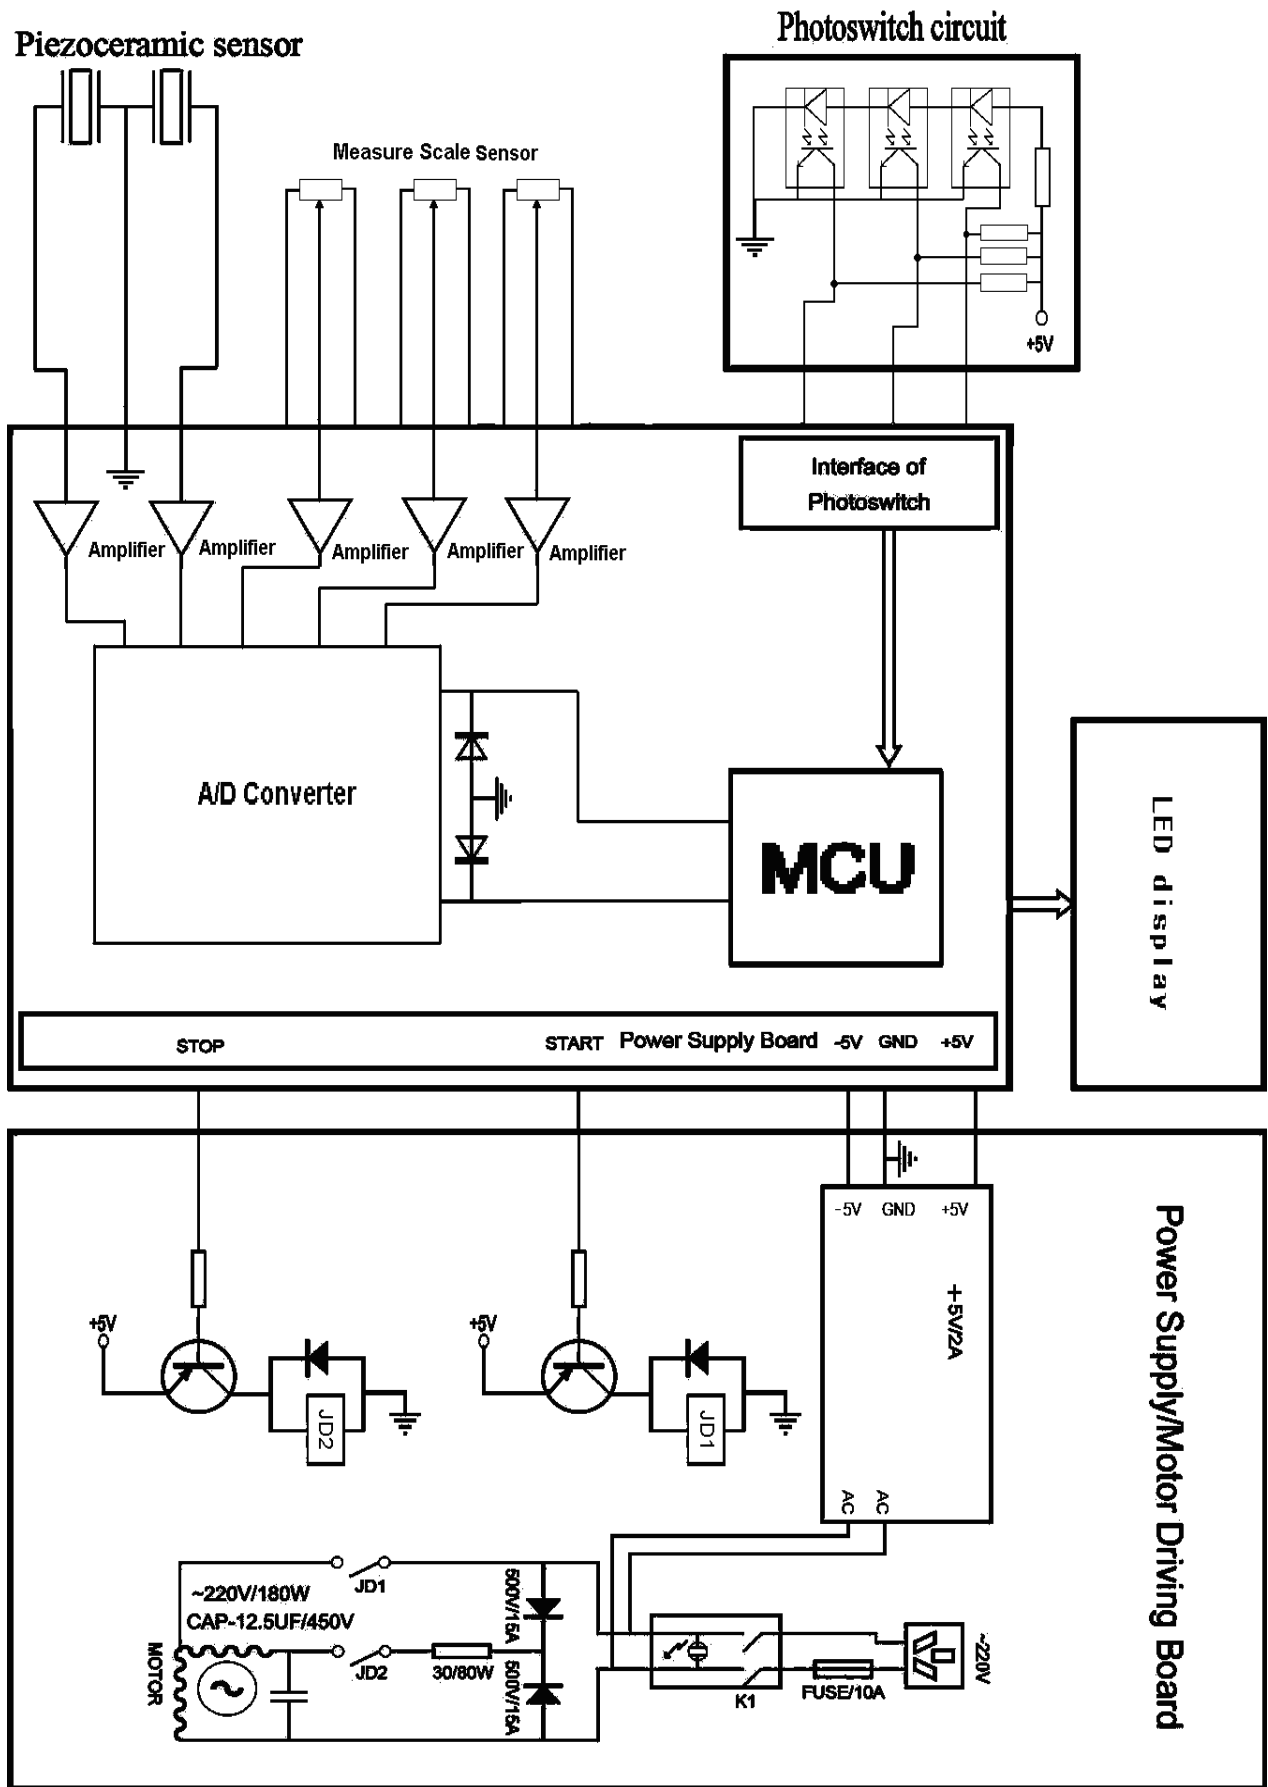 Photoswitch circuit
Piezoceramic sensor
Measure Scale Sensor
+5V
Interface of
Photoswitch
Amplifier
Amplifier
Amplifier
Amplifier
Amplifier
A/D Converter
MCU
LED display
STOP
START
Power Supply Board
-5V
GND
+5V
-5V
GND
+5V
+5V/2A
Power Supply/Motor Driving Board
+5V
+5V
JD2
JD1
AC
AC
~220V/180W
CAP-12.5UF/450V
JD1
500V/15A
MOTOR
JD2
30/80W
500V/15A
K1
FUSE/10A
~220V